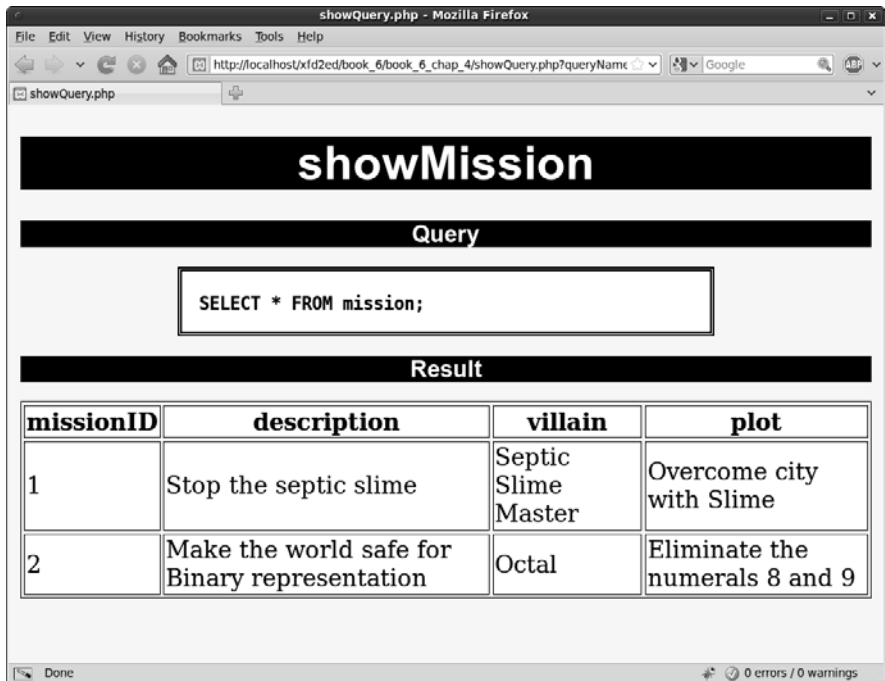 showQuery.php - Mozilla Firefox
File Edit View History Bookmarks Tools Help
http://localhost/xfd2ed/book_6/book_6_chap_4/showQuery.php?queryName
Google
ABP
showQuery.php
showMission
Query
SELECT * FROM mission;
Result
missionID description villain plot
1 Stop the septic slime Septic Slime Master Overcome city with Slime
2 Make the world safe for Binary representation Octal Eliminate the numerals 8 and 9
Done
0 errors / 0 warnings